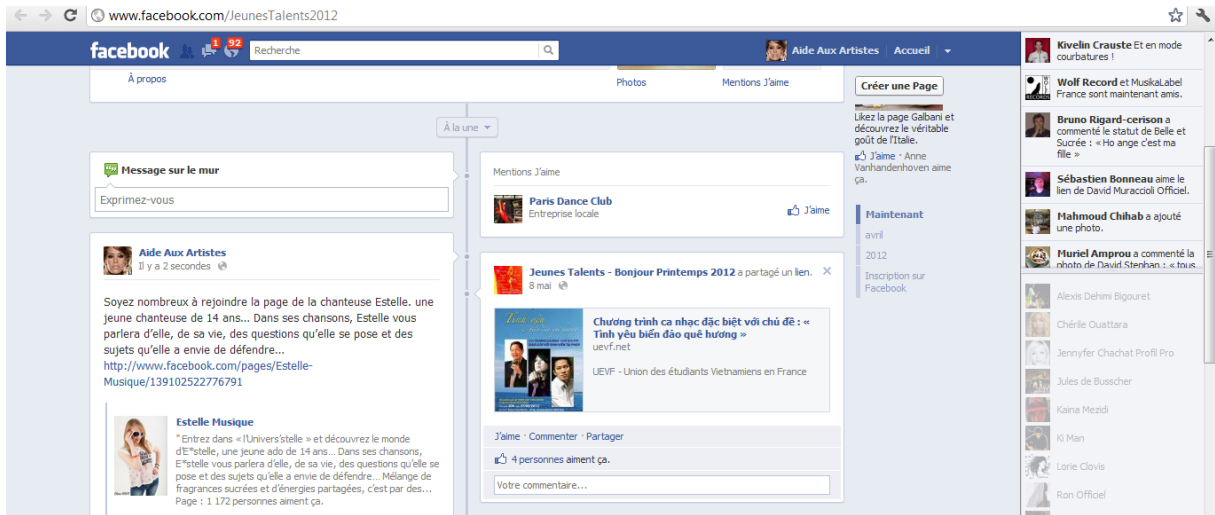 www.facebook.com/JeunesTalents2012
facebook
1
92
Recherche
Aide Aux Artistes
Accueil
À propos
Photos
Mentions J'aime
À la une
Message sur le mur
Exprimez-vous
Aide Aux Artistes
Il y a 2 secondes
Soyez nombreux à rejoindre la page de la chanteuse Estelle. une
jeune chanteuse de 14 ans... Dans ses chansons, Estelle vous
parlera d'elle, de sa vie, des questions qu'elle se pose et des
sujets qu'elle a envie de défendre...
http://www.facebook.com/pages/Estelle-
Musique/139102522776791
Estelle Musique
"Entrez dans « l'Univers'stelle » et découvrez le monde
d'E*stelle, une jeune ado de 14 ans... Dans ses chansons,
E*stelle vous parlera d'elle, de sa vie, des questions qu'elle se
pose et des sujets qu'elle a envie de défendre... Mélange de
fragrances sucrées et d'énergies partagées, c'est par des...
Page : 1 172 personnes aiment ça.
Mentions J'aime
Paris Dance Club
Entreprise locale
J'aime
Jeunes Talents - Bonjour Printemps 2012 a partagé un lien.
8 mai
Tình yêu
Chương trình ca nhạc đặc biệt với chủ đề : «
Tình yêu biển đảo quê hương »
uevf.net
UEVF - Union des étudiants Vietnamiens en France
J'aime · Commenter · Partager
4 personnes aiment ça.
Votre commentaire...
Créer une Page
Likez la page Galbani et
découvrez le véritable
goût de l'Italie.
J'aime · Anne
Vanhandenhoven aime
ça.
Maintenant
avril
2012
Inscription sur
Facebook
Kivelin Crauste Et en mode
courbatures !
Wolf Record et MusikaLabel
France sont maintenant amis.
Bruno Rigard-cerison a
commenté le statut de Belle et
Sucrée : « Ho ange c'est ma
fille »
Sébastien Bonneau aime le
lien de David Muraccioli Officiel.
Mahmoud Chihab a ajouté
une photo.
Muriel Amprou a commenté la
photo de David Stephan : « tous
Alexis Dehimi Bigouret
Chérile Ouattara
Jennyfer Chachat Profil Pro
Jules de Busscher
Kaina Mezidi
Ki Man
Lorie Clovis
Ron Officiel